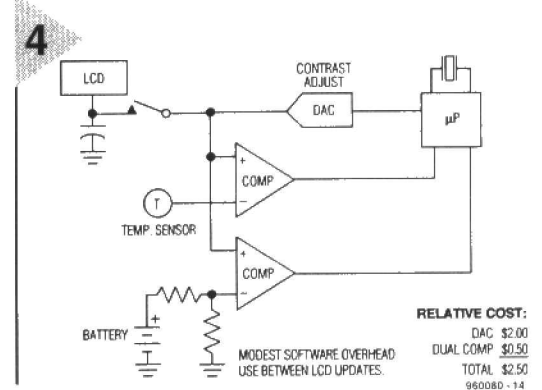 4
LCD
CONTRAST
ADJUST
DAC
µP
+
COMP
−
T
TEMP. SENSOR
+
COMP
−
+
BATTERY
MODEST SOFTWARE OVERHEAD
USE BETWEEN LCD UPDATES.
RELATIVE COST:
DAC $2.00
DUAL COMP $0.50
TOTAL $2.50
960080 - 14